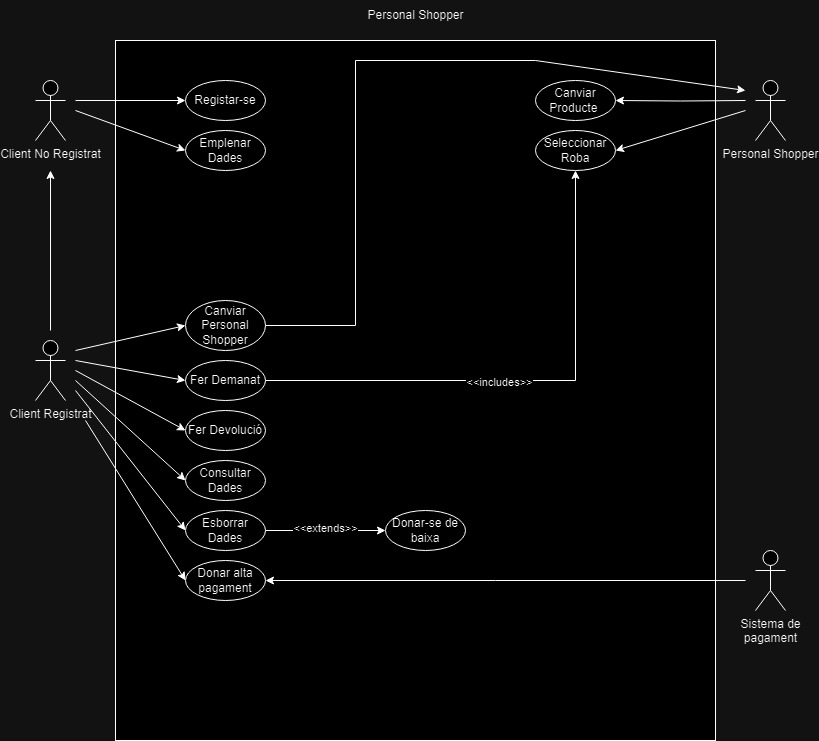 Personal Shopper
Registar-se
Canviar
Producte
Client No Registrat
Emplenar
Dades
Seleccionar
Roba
Personal Shopper
Canviar
Personal
Shopper
Client Registrat
Fer Demanat
<<includes>>
Fer Devolució
Consultar
Dades
Esborrar
Dades
<<extends>>
Donar-se de
baixa
Donar alta
pagament
Sistema de
pagament